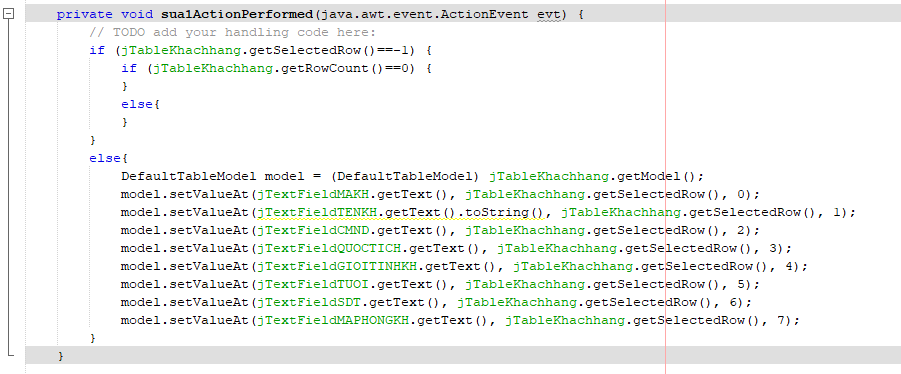 private void sua1ActionPerformed(java.awt.event.ActionEvent evt) {
// TODO add your handling code here:
if (jTableKhachhang.getSelectedRow()==-1) {
if (jTableKhachhang.getRowCount()==0) {
}
else{
}
}
else{
DefaultTableModel model = (DefaultTableModel) jTableKhachhang.getModel();
model.setValueAt(jTextFieldMAKH.getText(), jTableKhachhang.getSelectedRow(), 0);
model.setValueAt(jTextFieldTENKH.getText().toString(), jTableKhachhang.getSelectedRow(), 1);
model.setValueAt(jTextFieldCMND.getText(), jTableKhachhang.getSelectedRow(), 2);
model.setValueAt(jTextFieldQUOCTICH.getText(), jTableKhachhang.getSelectedRow(), 3);
model.setValueAt(jTextFieldGIOITINHKH.getText(), jTableKhachhang.getSelectedRow(), 4);
model.setValueAt(jTextFieldTUOI.getText(), jTableKhachhang.getSelectedRow(), 5);
model.setValueAt(jTextFieldSDT.getText(), jTableKhachhang.getSelectedRow(), 6);
model.setValueAt(jTextFieldMAPHONGKH.getText(), jTableKhachhang.getSelectedRow(), 7);
}
}